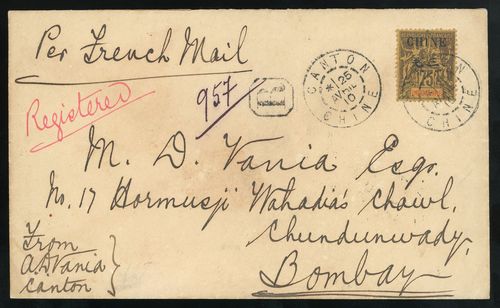 Per French Mail
Registered
957
R
CANTON
25
AVRIL
10
CHINE
CHINE
75
CHINE
M. D. Vania Esqr.
No. 17 Hormusji Wahadia's Chawl,
Chundunwady,
Bombay
From
A.D. Vania
Canton